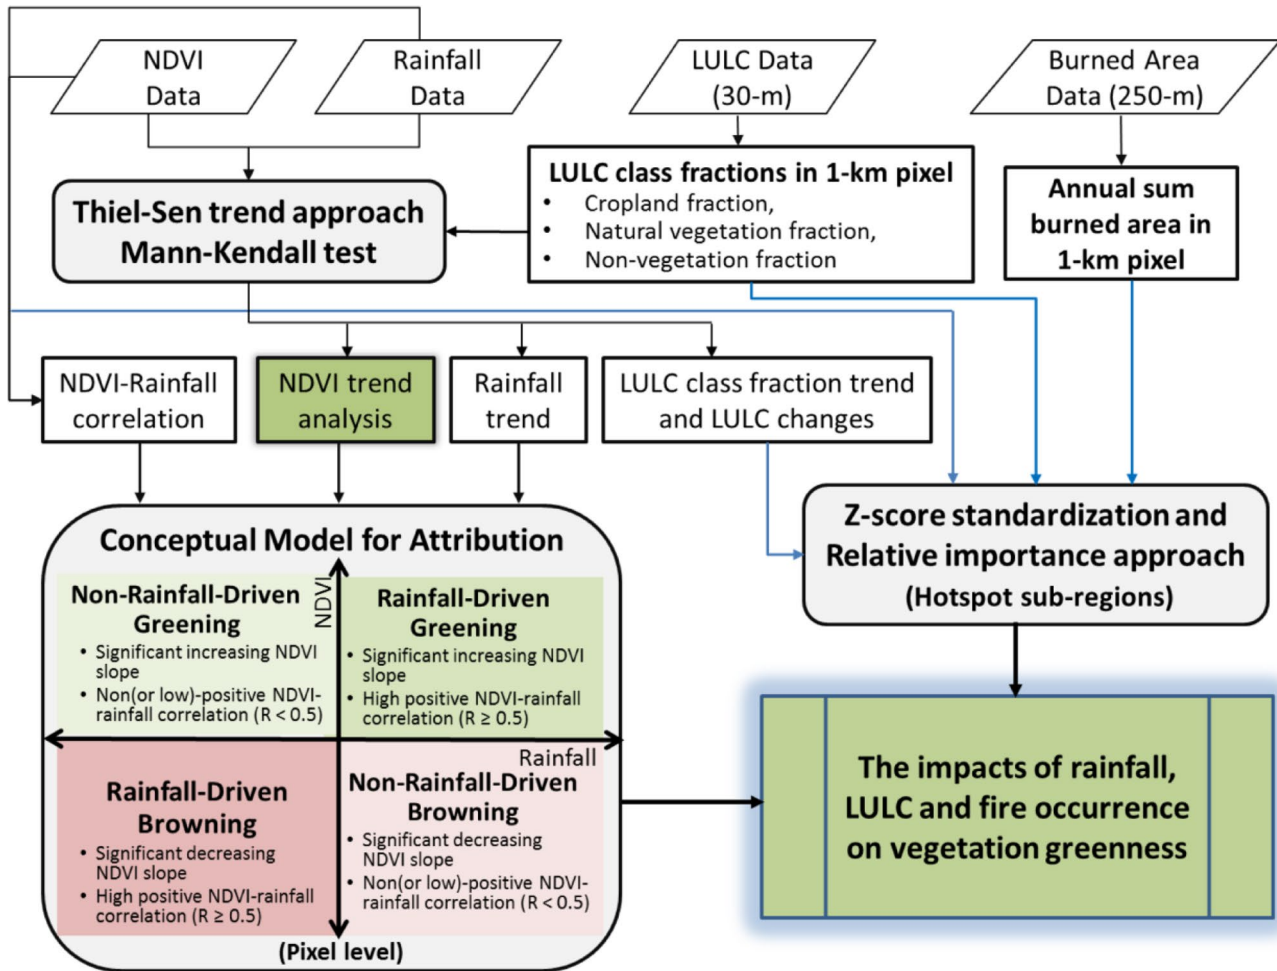 NDVI
Data
Rainfall
Data
LULC Data
(30-m)
Burned Area
Data (250-m)
Thiel-Sen trend approach
Mann-Kendall test
LULC class fractions in 1-km pixel
• Cropland fraction,
• Natural vegetation fraction,
• Non-vegetation fraction
Annual sum
burned area in
1-km pixel
NDVI-Rainfall
correlation
NDVI trend
analysis
Rainfall
trend
LULC class fraction trend
and LULC changes
Z-score standardization and
Relative importance approach
(Hotspot sub-regions)
Conceptual Model for Attribution
NDVI
Non-Rainfall-Driven
Greening
• Significant increasing NDVI
slope
• Non(or low)-positive NDVI-
rainfall correlation (R < 0.5)
Rainfall-Driven
Greening
• Significant increasing NDVI
slope
• High positive NDVI-rainfall
correlation (R ≥ 0.5)
Rainfall
Rainfall-Driven
Browning
• Significant decreasing
NDVI slope
• High positive NDVI-rainfall
correlation (R ≥ 0.5)
Non-Rainfall-Driven
Browning
• Significant decreasing
NDVI slope
• Non(or low)-positive NDVI-
rainfall correlation (R < 0.5)
(Pixel level)
The impacts of rainfall,
LULC and fire occurrence
on vegetation greenness